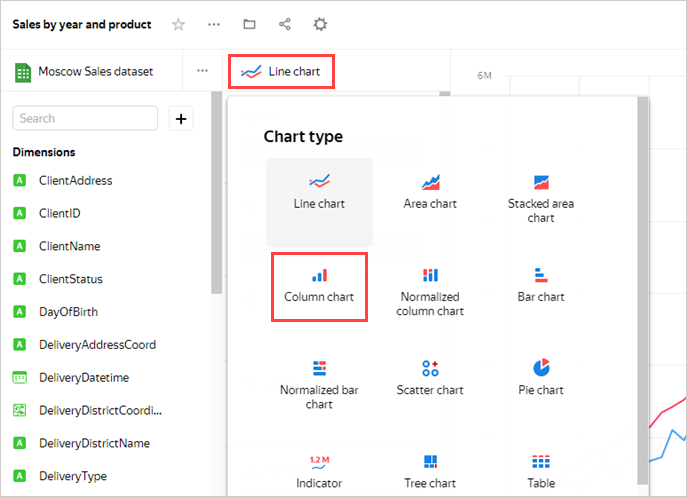 Sales by year and product
Moscow Sales dataset
Line chart
6M
Search
Dimensions
ClientAddress
ClientID
ClientName
ClientStatus
DayOfBirth
DeliveryAddressCoord
DeliveryDatetime
DeliveryDistrictCoordi...
DeliveryDistrictName
DeliveryType
Chart type
Line chart
Area chart
Stacked area
chart
Column chart
Normalized
column chart
Bar chart
Normalized bar
chart
Scatter chart
Pie chart
1.2 M
Indicator
Tree chart
Table